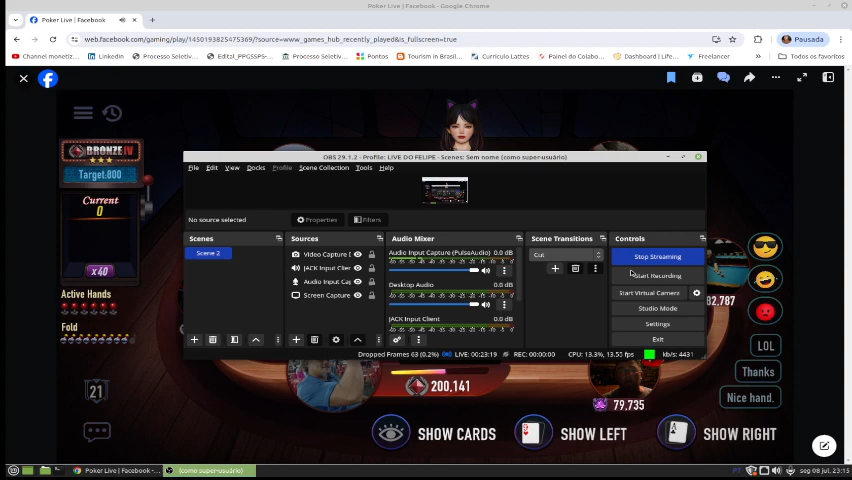 Poker Live | Facebook - Google Chrome
Poker Live | Facebook
web.facebook.com/gaming/play/1450193825475369/?source=www_games_hub_recently_played&is_fullscreen=true
Pausada
Channel monetiz...
LinkedIn
Processo Seletiv...
Edital_PPGSSPS-...
Processo Seletiv...
Pontos
Tourism in Brasil...
Currículo Lattes
Painel do Colabo...
Dashboard | Life...
Freelancer
Todos os favoritos
BRONZE IV
Target:800
Current
0
x 40
Active Hands
Fold
21
OBS 29.1.2 - Profile: LIVE DO FELIPE - Scenes: Sem nome (como super-usuário)
File Edit View Docks Profile Scene Collection Tools Help
No source selected
Properties
Filters
Scenes
Sources
Audio Mixer
Scene Transitions
Controls
Scene 2
Video Capture D
JACK Input Clier
Audio Input Cap
Screen Capture
Audio Input Capture (PulseAudio) 0.0 dB
Desktop Audio 0.0 dB
JACK Input Client 0.0 dB
Cut
Stop Streaming
Start Recording
Start Virtual Camera
Studio Mode
Settings
Exit
Dropped Frames 63 (0.2%)
LIVE: 00:23:19
REC: 00:00:00
CPU: 13.3%, 13.55 fps
kb/s: 4431
LOL
Thanks
Nice hand.
200,141
79,735
SHOW CARDS
SHOW LEFT
SHOW RIGHT
Poker Live | Facebook -...
(como super-usuário)
seg 08 jul, 23:15